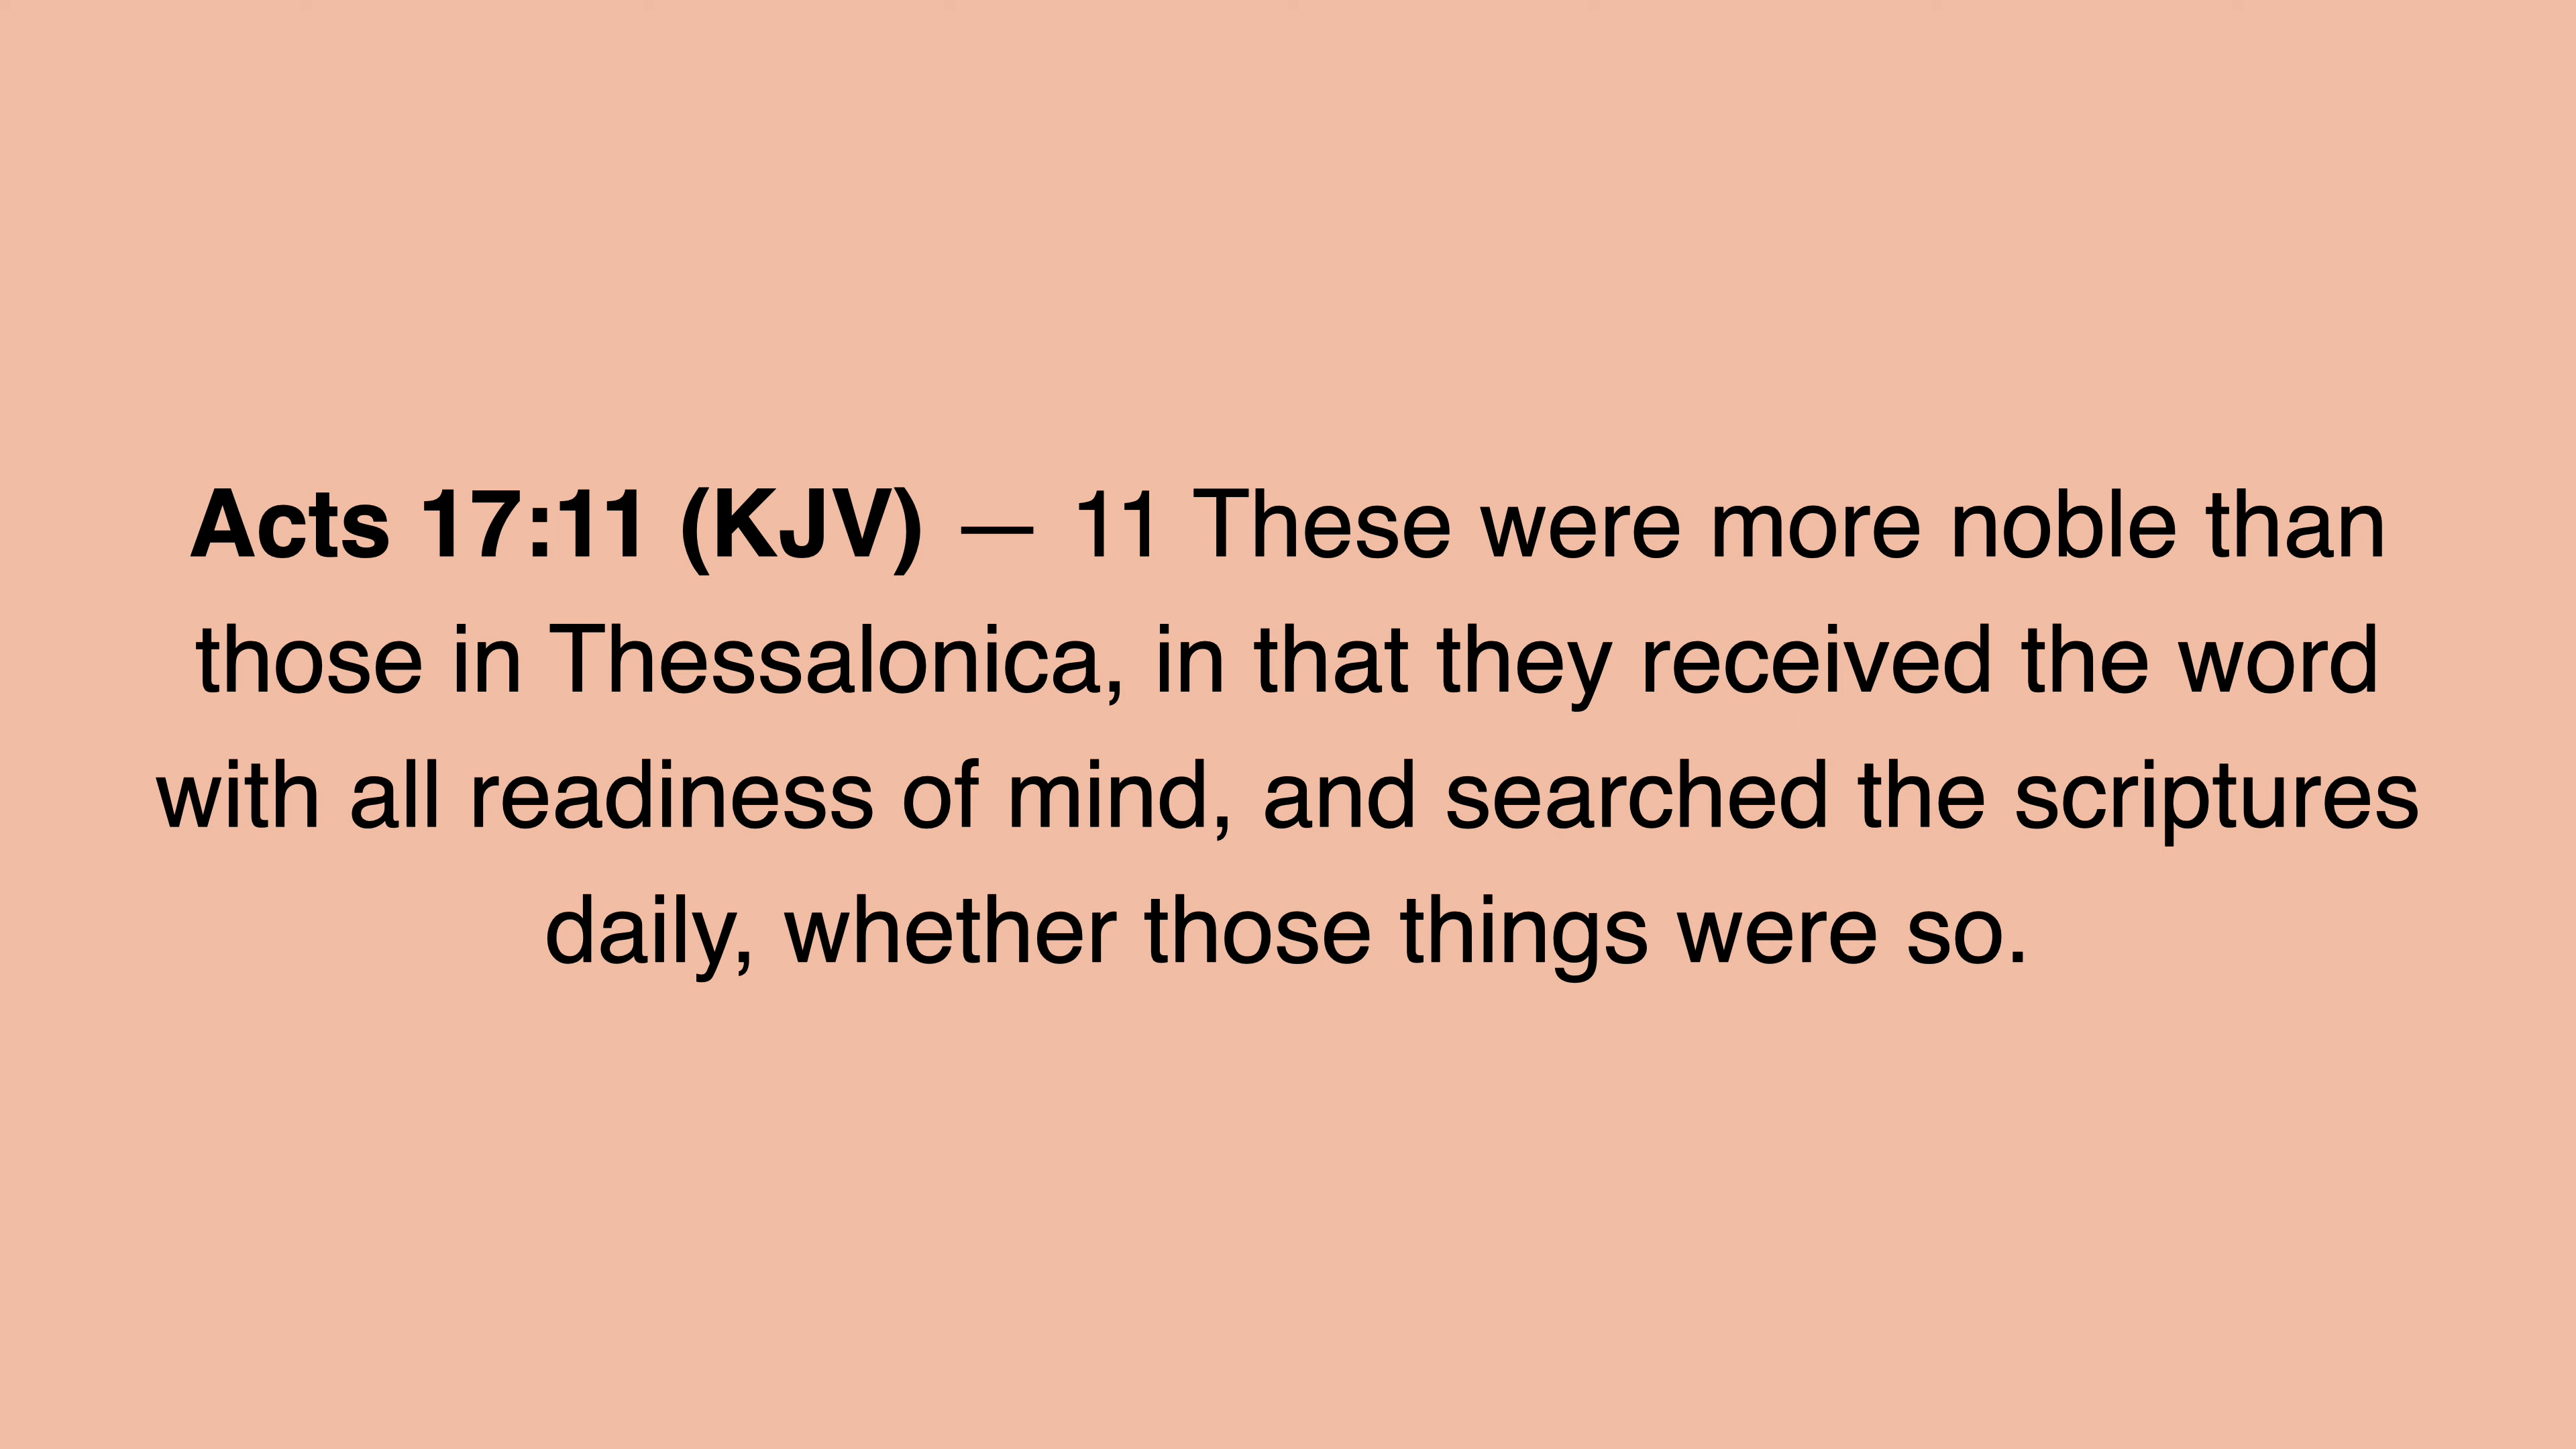 Acts 17:11 (KJV) — 11 These were more noble than
those in Thessalonica, in that they received the word
with all readiness of mind, and searched the scriptures
daily, whether those things were so.